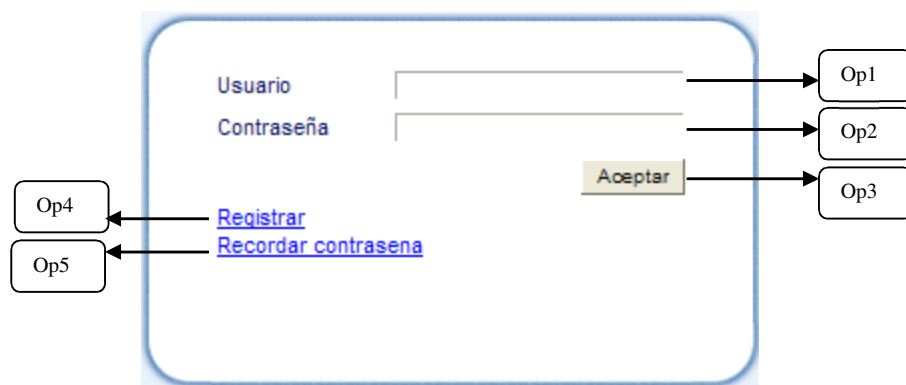 Usuario
Op1
Contraseña
Op2
Aceptar
Op3
Op4
Registrar
Recordar contrasena
Op5